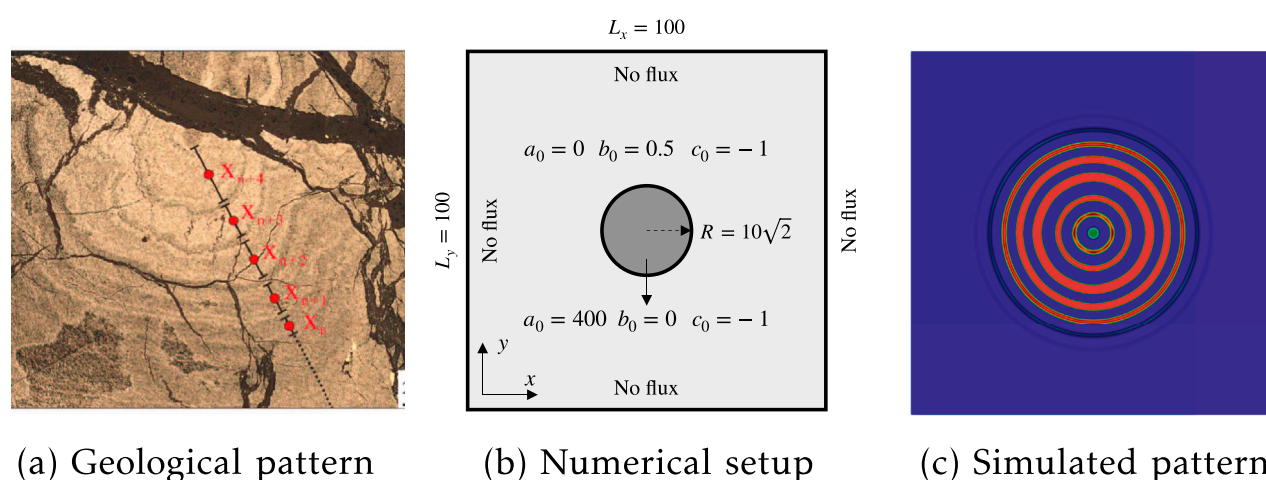 L_x = 100
No flux
a_0 = 0 b_0 = 0.5 c_0 = − 1
L_y = 100
No flux
No flux
R = 10√2
a_0 = 400 b_0 = 0 c_0 = − 1
y
x
No flux
X_{n+4}
X_{n+3}
X_{n+2}
X_{n+1}
X_n
(a) Geological pattern
(b) Numerical setup
(c) Simulated pattern